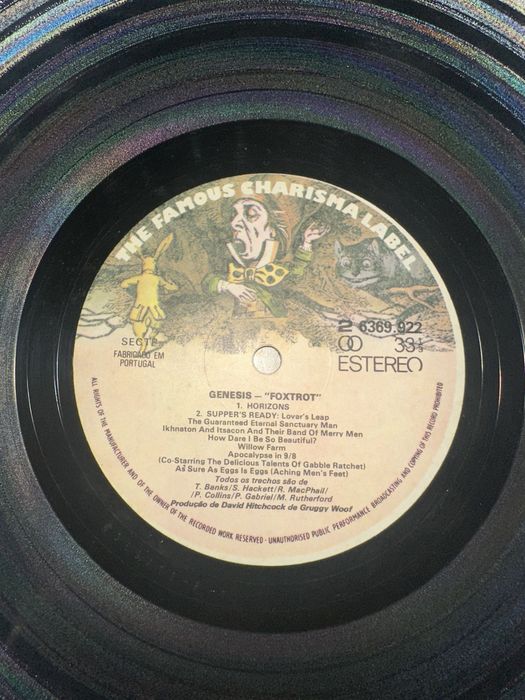 THE FAMOUS CHARISMA LABEL
2 6369.922
SECTP
FABRICADO EM
PORTUGAL
33⅓
ESTEREO
GENESIS — "FOXTROT"
1. HORIZONS
2. SUPPER'S READY: Lovar's Leap
The Guaranteed Eternal Sanctuary Man
Ikhnaton And Itsacon and Their Band Of Merry Men
How Dare I Be So Beautiful?
Willow Farm
Apocalypse in 9/8
(Co-Starring The Delicious Talents Of Gabble Ratchet)
As Sure As Eggs Is Eggs (Aching Men's Feet)
Todos os trechos são de
T. Banks/S. Hackett/R. MacPhail/
/P. Collins/P. Gabriel/M. Rutherford
Produção de David Hitchcock de Gruggy Woof
ALL RIGHTS OF THE MANUFACTURER AND OF THE OWNER OF THE RECORDED WORK RESERVED · UNAUTHORISED PUBLIC PERFORMANCE BROADCASTING AND COPYING OF THIS RECORD PROHIBITED